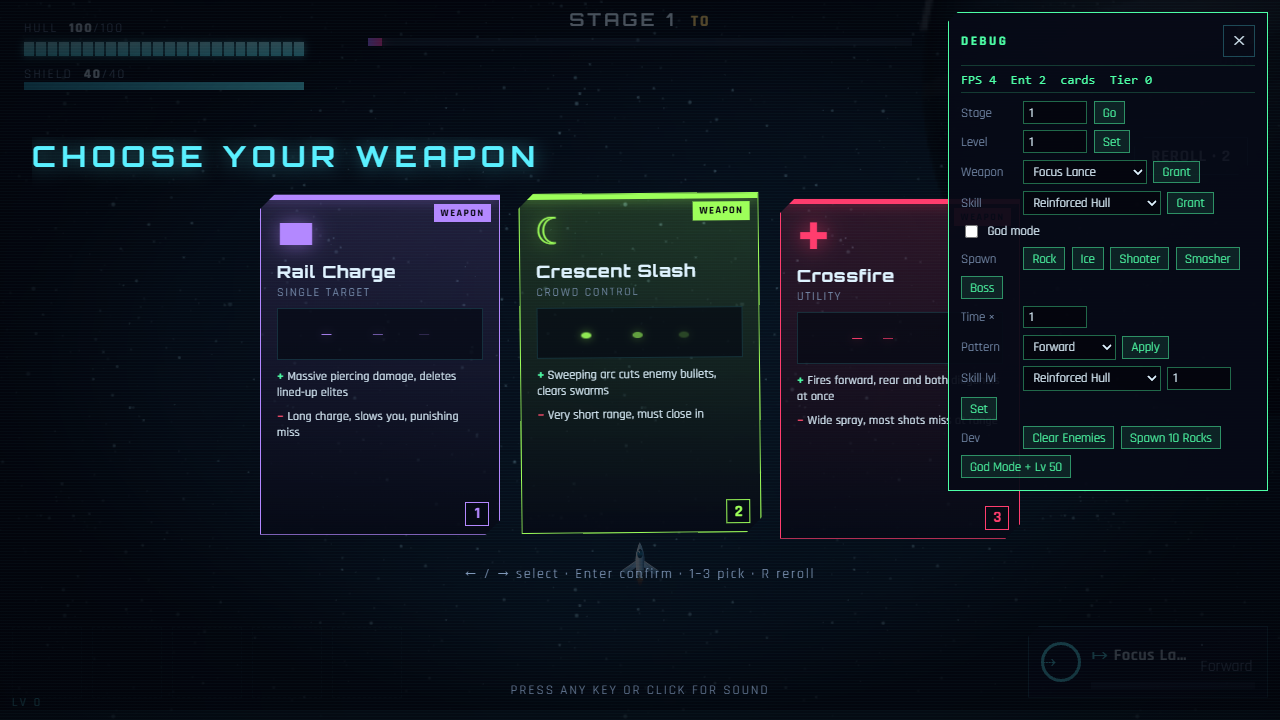 HULL 100/100
SHIELD 40/40
STAGE 1 TO
CHOOSE YOUR WEAPON
WEAPON
Rail Charge
SINGLE TARGET
+ Massive piercing damage, deletes
lined-up elites
– Long charge, slows you, punishing
miss
1
WEAPON
Crescent Slash
CROWD CONTROL
+ Sweeping arc cuts enemy bullets,
clears swarms
– Very short range, must close in
2
Crossfire
UTILITY
+ Fires forward, rear and both
at once
– Wide spray, most shots miss
3
← / → select · Enter confirm · 1–3 pick · R reroll
PRESS ANY KEY OR CLICK FOR SOUND
LV 0
DEBUG
✕
FPS 4 Ent 2 cards Tier 0
Stage 1 Go
Level 1 Set
REROLL · 2
Weapon Focus Lance Grant
Skill Reinforced Hull Grant
God mode
Spawn Rock Ice Shooter Smasher
Boss
Time × 1
Pattern Forward Apply
Skill lvl Reinforced Hull 1
Set
Dev Clear Enemies Spawn 10 Rocks
God Mode + Lv 50
↦ Focus La...
Forward